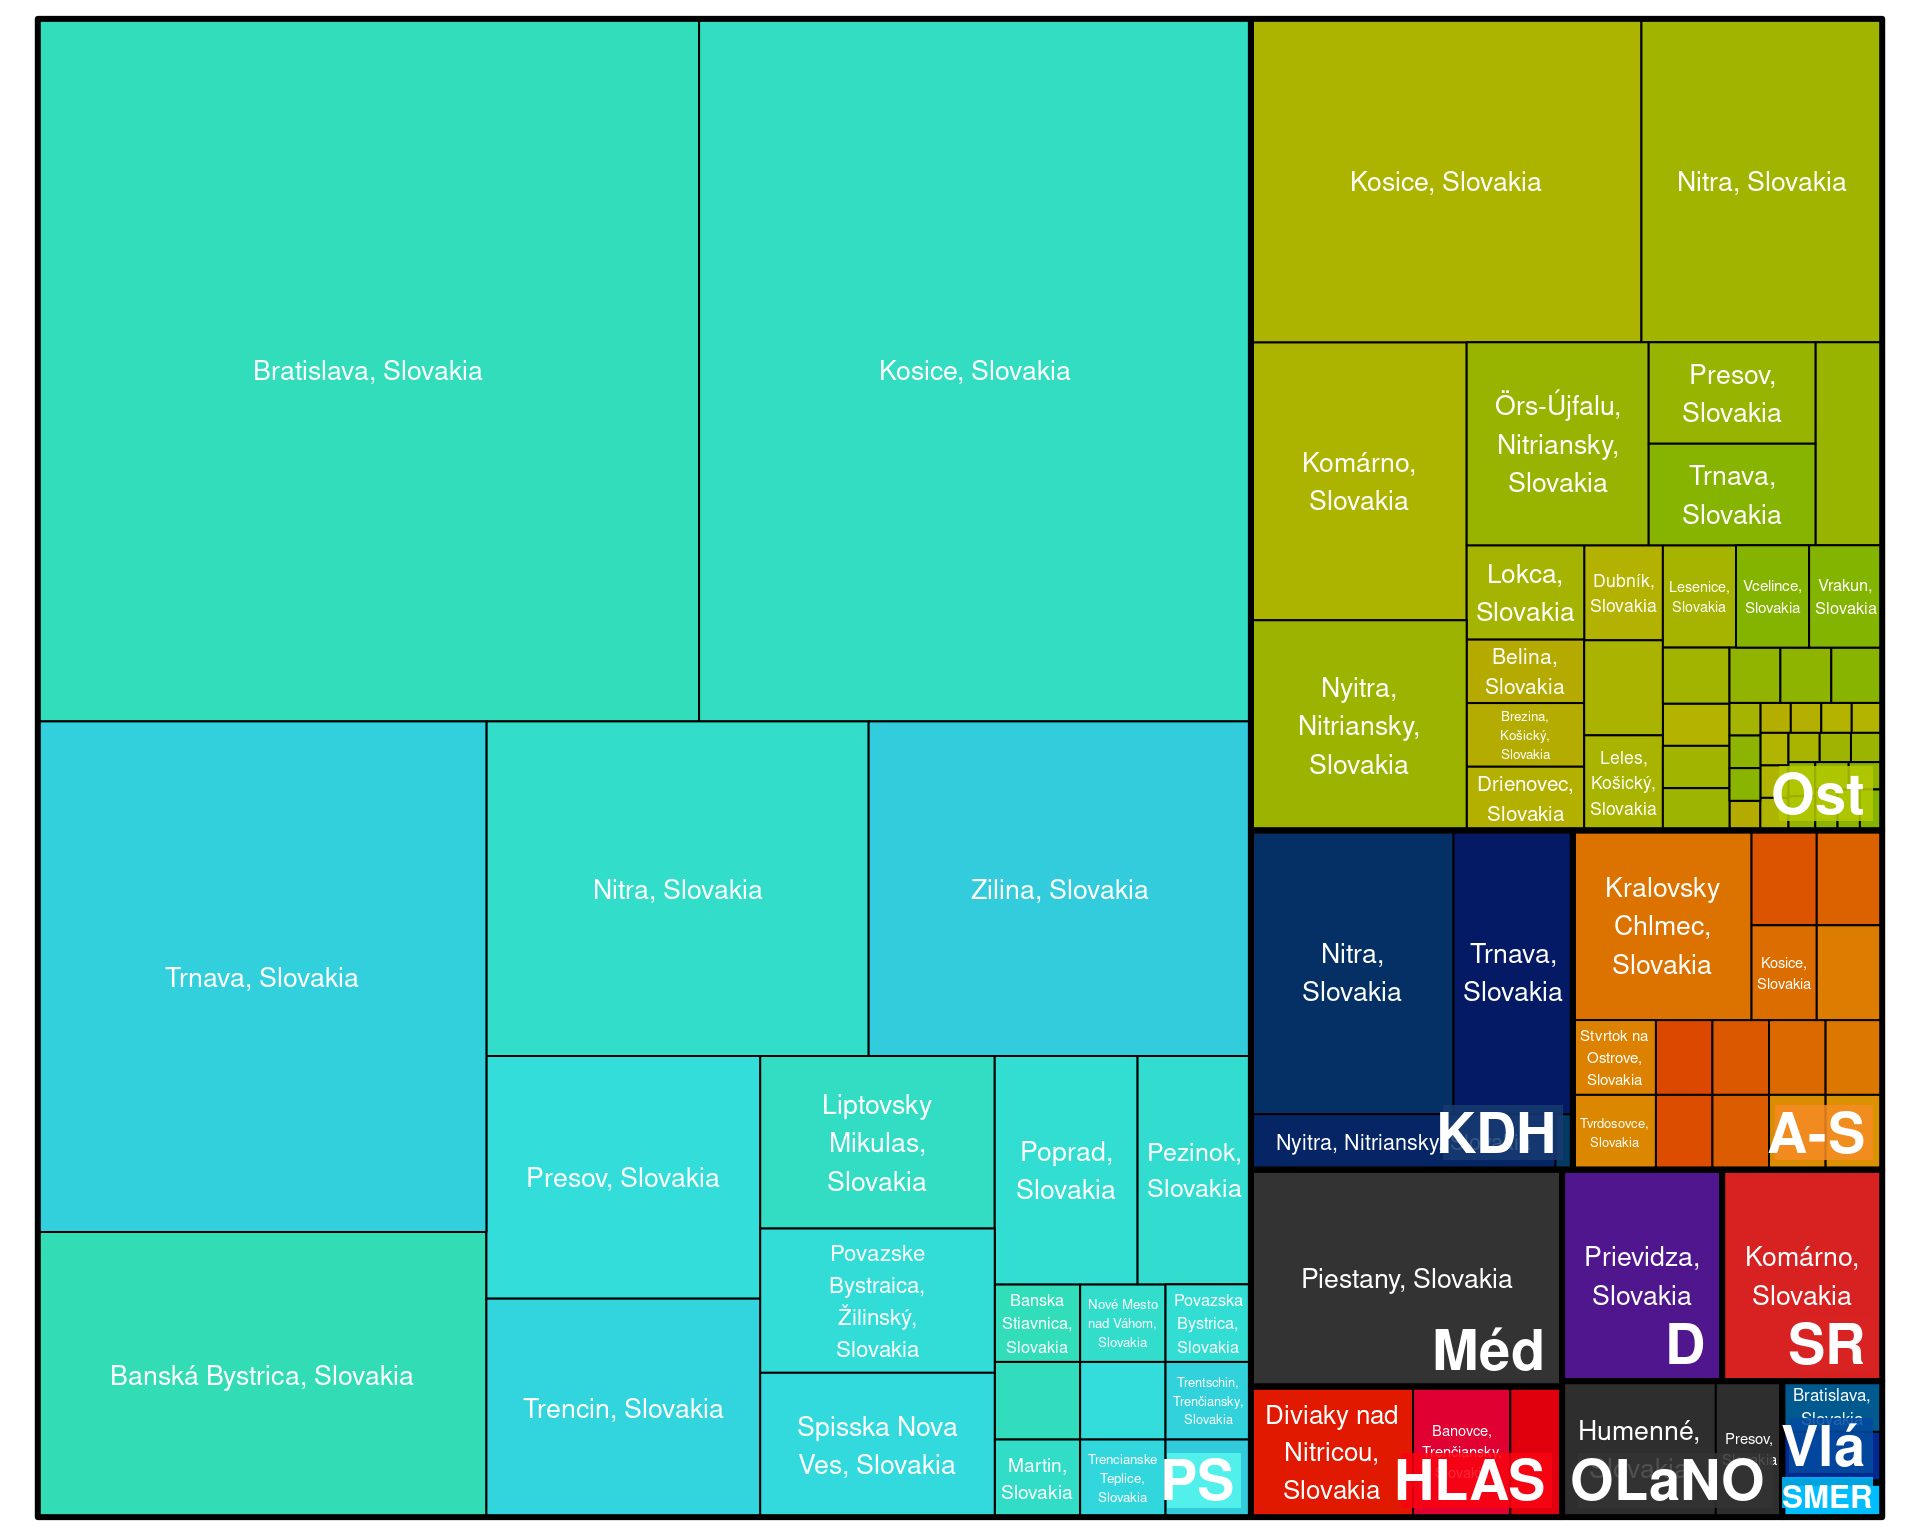 Bratislava, Slovakia
Kosice, Slovakia
Trnava, Slovakia
Nitra, Slovakia
Zilina, Slovakia
Banská Bystrica, Slovakia
Presov, Slovakia
Trencin, Slovakia
Liptovsky
Mikulas,
Slovakia
Povazske
Bystraica,
Žilinský,
Slovakia
Spisska Nova
Ves, Slovakia
Poprad,
Slovakia
Pezinok,
Slovakia
Banska
Stiavnica,
Slovakia
Nové Mesto
nad Váhom,
Slovakia
Povazska
Bystrica,
Slovakia
Trentschin,
Trenčiansky,
Slovakia
Martin,
Slovakia
Trencianske
Teplice,
Slovakia
PS
Kosice, Slovakia
Nitra, Slovakia
Komárno,
Slovakia
Nyitra,
Nitriansky,
Slovakia
Örs-Újfalu,
Nitriansky,
Slovakia
Presov,
Slovakia
Trnava,
Slovakia
Lokca,
Slovakia
Dubník,
Slovakia
Lesenice,
Slovakia
Vcelince,
Slovakia
Vrakun,
Slovakia
Belina,
Slovakia
Brezina,
Košický,
Slovakia
Drienovec,
Slovakia
Leles,
Košický,
Slovakia
Ost
Nitra,
Slovakia
Trnava,
Slovakia
Nyitra, Nitriansky,
KDH
Kralovsky
Chlmec,
Slovakia
Kosice,
Slovakia
Stvrtok na
Ostrove,
Slovakia
Tvrdosovce,
Slovakia
A-S
Piestany, Slovakia
Méd
Prievidza,
Slovakia
D
Komárno,
Slovakia
SR
Diviaky nad
Nitricou,
Slovakia
Banovce,
Trenčiansky,
HLAS
Humenné,
Slovakia
Presov,
OLaNO
Bratislava,
Slovakia
Vlá
SMER